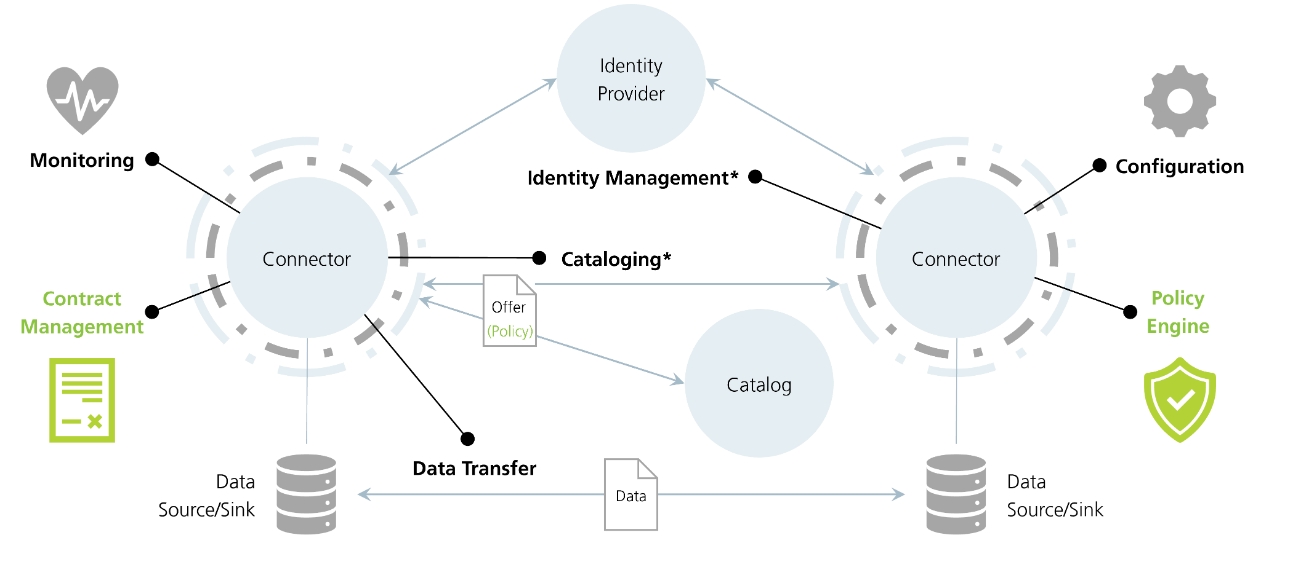 Identity
Provider
Monitoring
Identity Management*
Configuration
Connector
Cataloging*
Connector
Contract
Management
Offer
(Policy)
Policy
Engine
Catalog
Data Transfer
Data
Source/Sink
Data
Data
Source/Sink